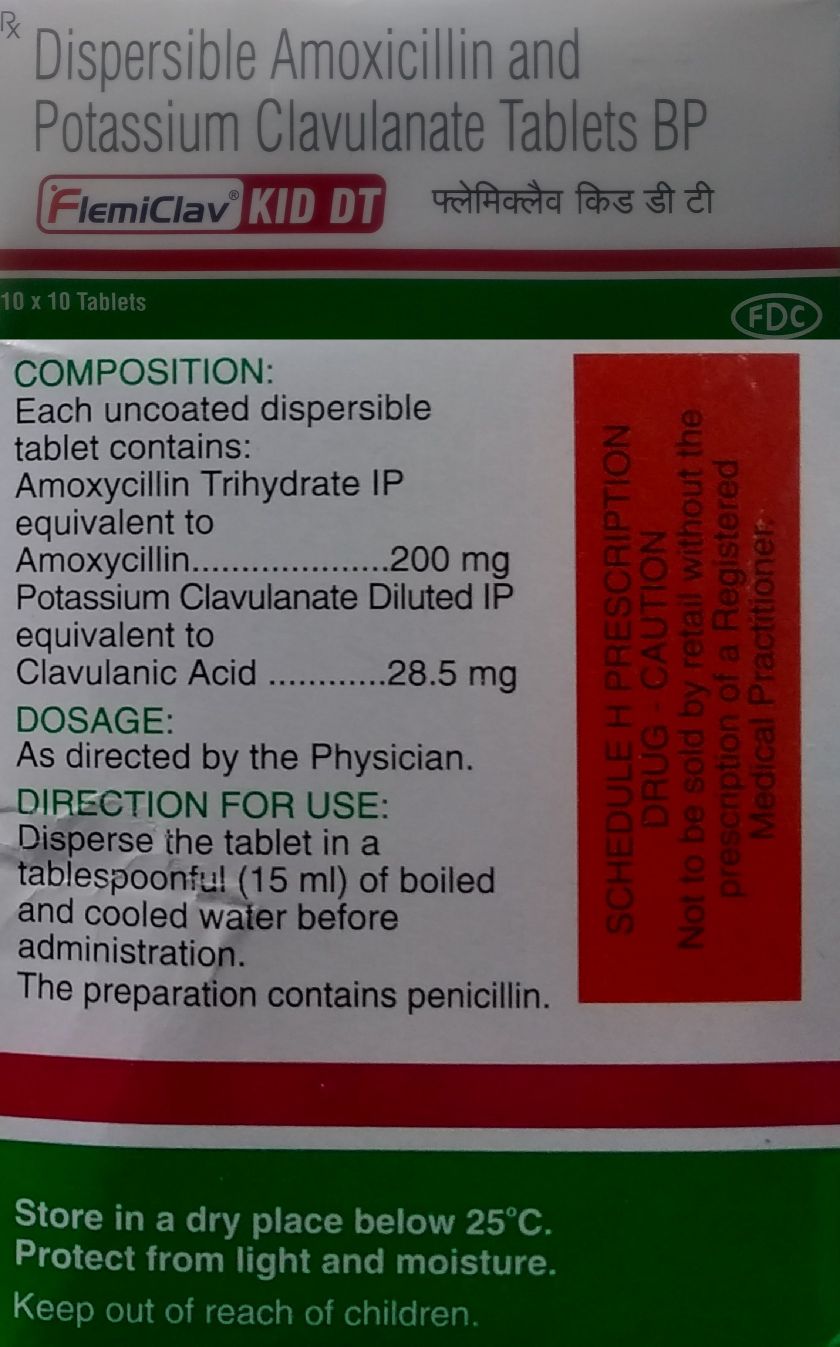 Rx
Dispersible Amoxicillin and
Potassium Clavulanate Tablets BP
FlemiClav® KID DT फ्लेमिक्लैव किड डी टी
10 x 10 Tablets
FDC
COMPOSITION:
Each uncoated dispersible
tablet contains:
Amoxycillin Trihydrate IP
equivalent to
Amoxycillin.....................200 mg
Potassium Clavulanate Diluted IP
equivalent to
Clavulanic Acid ............28.5 mg
DOSAGE:
As directed by the Physician.
DIRECTION FOR USE:
Disperse the tablet in a
tablespoonful (15 ml) of boiled
and cooled water before
administration.
The preparation contains penicillin.
SCHEDULE H PRESCRIPTION
DRUG - CAUTION
Not to be sold by retail without the
prescription of a Registered
Medical Practitioner.
Store in a dry place below 25°C.
Protect from light and moisture.
Keep out of reach of children.